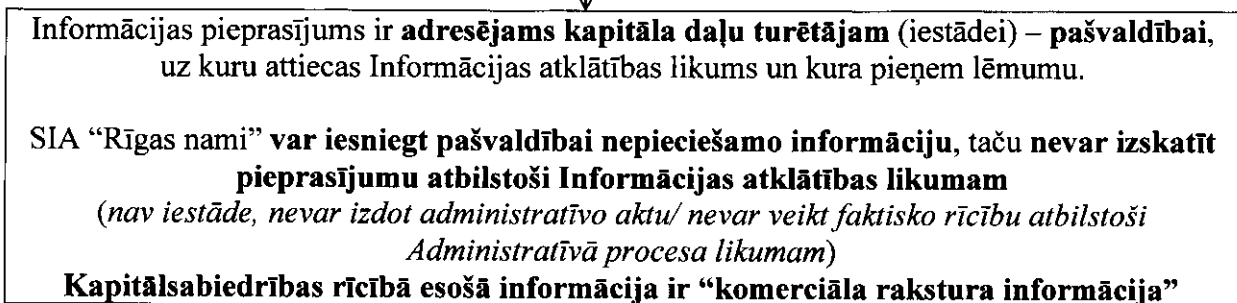 Informācijas pieprasījums ir adresējams kapitāla daļu turētājam (iestādei) – pašvaldībai,
uz kuru attiecas Informācijas atklātības likums un kura pieņem lēmumu.
SIA “Rīgas nami” var iesniegt pašvaldībai nepieciešamo informāciju, taču nevar izskatīt
pieprasījumu atbilstoši Informācijas atklātības likumam
(nav iestāde, nevar izdot administratīvo aktu/ nevar veikt faktisko rīcību atbilstoši
Administratīvā procesa likumam)
Kapitālsabiedrības rīcībā esošā informācija ir “komerciāla rakstura informācija”